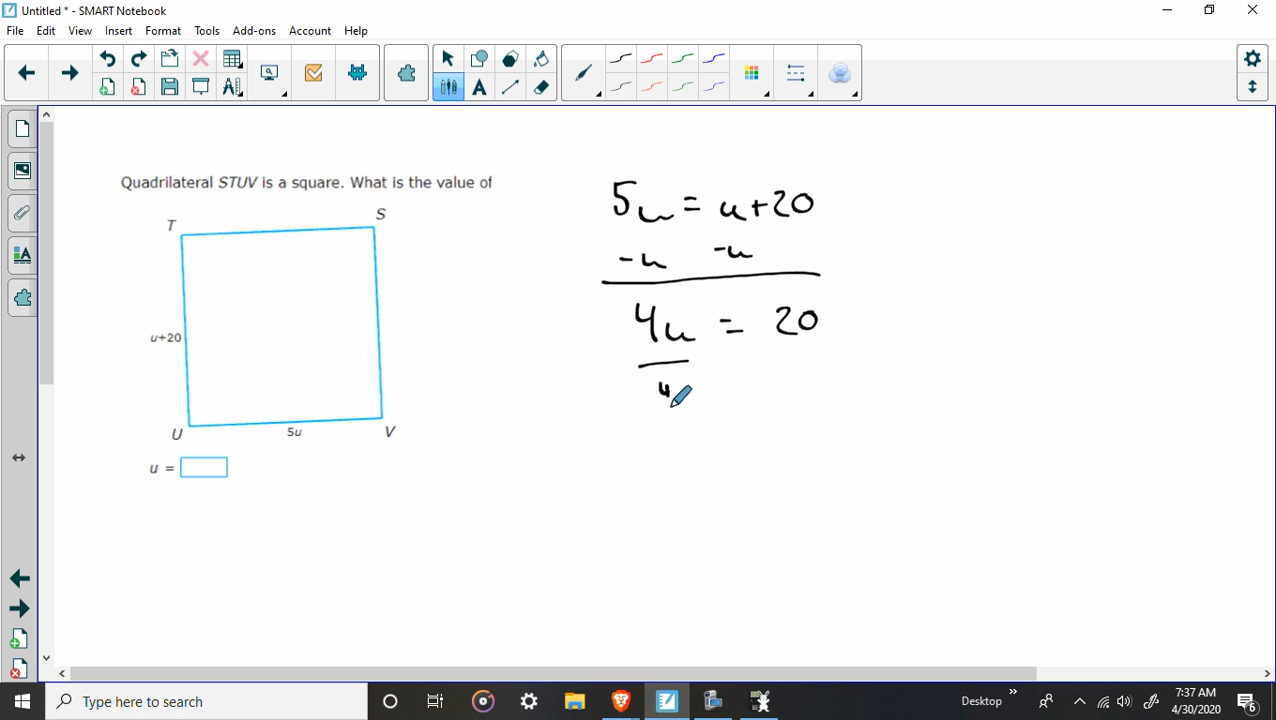 Untitled * - SMART Notebook
File Edit View Insert Format Tools Add-ons Account Help
A
A
Quadrilateral STUV is a square. What is the value of
T
S
u+20
U
5u
V
u =
5u = u+20
-u -u
4u = 20
4
Type here to search
Desktop
»
7:37 AM
4/30/2020
6